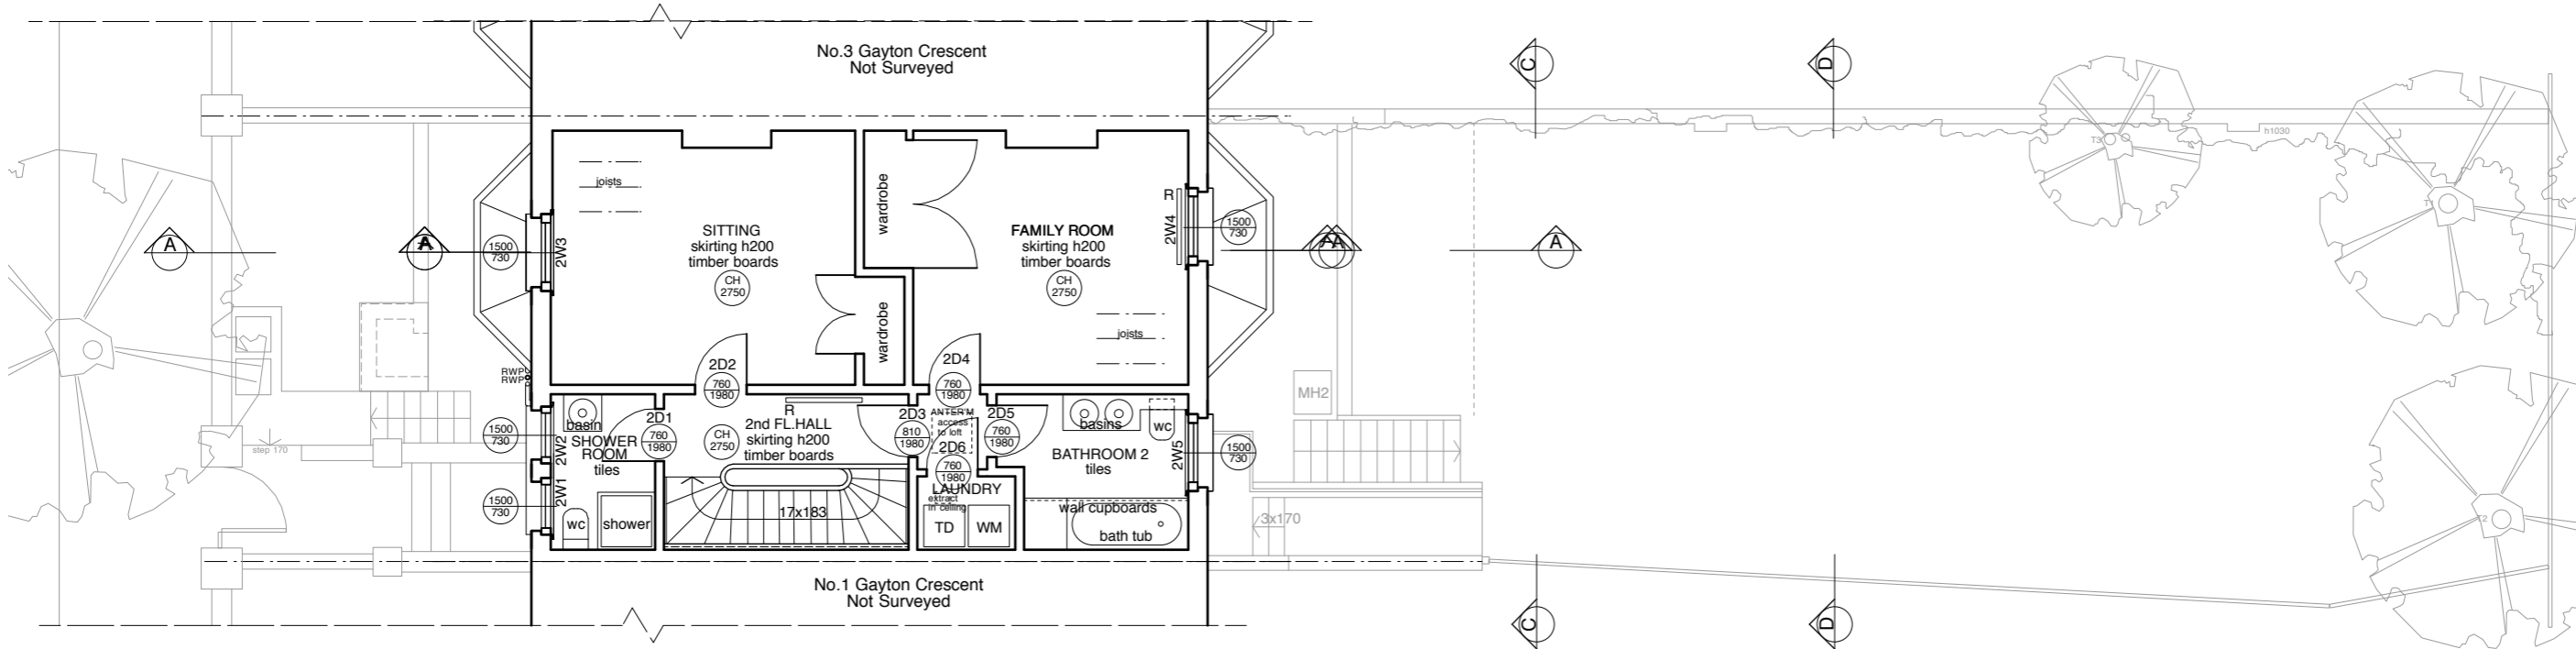 No.3 Gayton Crescent
Not Surveyed
C
D
T3
h1030
T1
A
A
A
A
A
joists
wardrobe
SITTING
skirting h200
timber boards
CH
2750
1500
730
2W3
FAMILY ROOM
skirting h200
timber boards
CH
2750
R
2W4
1500
730
joists
wardrobe
RWP
RWP
2D2
760
1980
2D4
760
1980
MH2
basin
SHOWER
ROOM
tiles
2D1
760
1980
CH
2750
R
2nd FL.HALL
skirting h200
timber boards
2D3
810
1980
ANTER'M
access
to loft
2D5
760
1980
2D6
760
1980
basins
wc
BATHROOM 2
tiles
2W5
1500
730
1500
730
2W2
step 170
1500
730
2W1
wc
shower
17x183
LAUNDRY
extract
in ceiling
TD
WM
wall cupboards
bath tub
3x170
T2
No.1 Gayton Crescent
Not Surveyed
C
D